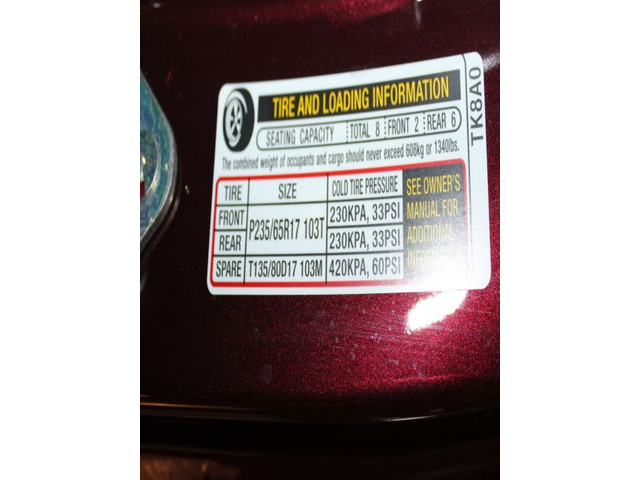 TIRE AND LOADING INFORMATION
SEATING CAPACITY TOTAL 8 FRONT 2 REAR 6
The combined weight of occupants and cargo should never exceed 608kg or 1340lbs.
TIRE SIZE COLD TIRE PRESSURE SEE OWNER'S MANUAL FOR ADDITIONAL
FRONT P235/65R17 103T 230KPA, 33PSI
REAR 230KPA, 33PSI
SPARE T135/80D17 103M 420KPA, 60PSI
TK8A0